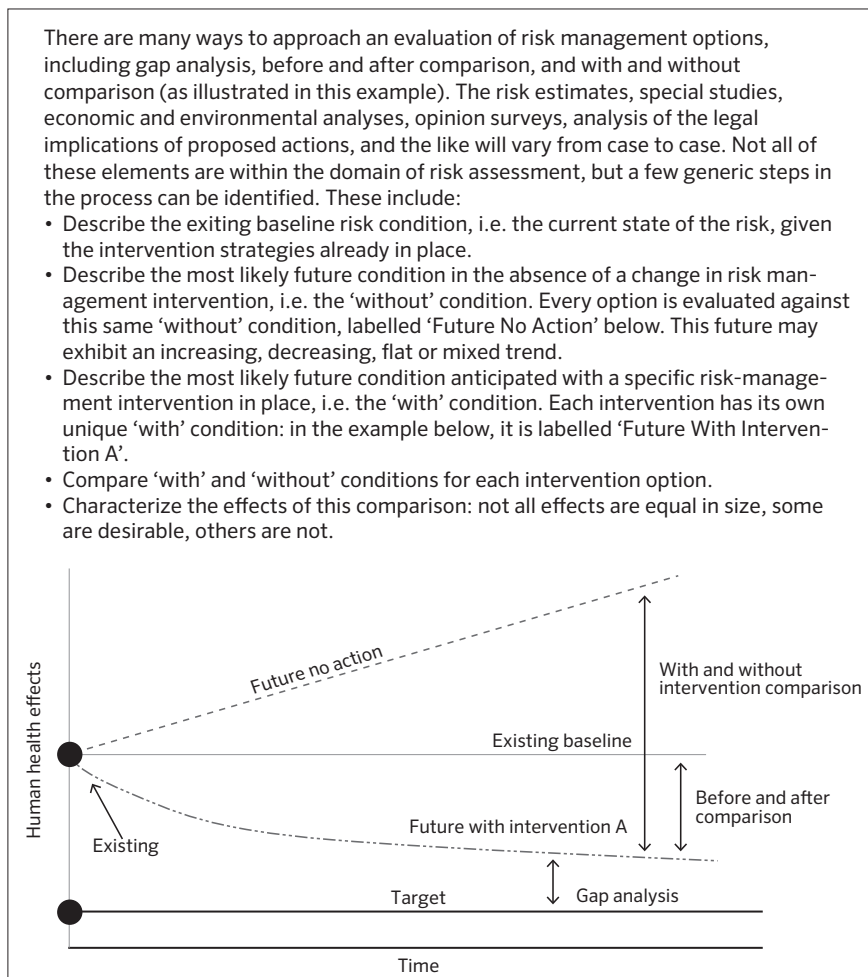 There are many ways to approach an evaluation of risk management options,
including gap analysis, before and after comparison, and with and without
comparison (as illustrated in this example). The risk estimates, special studies,
economic and environmental analyses, opinion surveys, analysis of the legal
implications of proposed actions, and the like will vary from case to case. Not all of
these elements are within the domain of risk assessment, but a few generic steps in
the process can be identified. These include:
• Describe the exiting baseline risk condition, i.e. the current state of the risk, given
the intervention strategies already in place.
• Describe the most likely future condition in the absence of a change in risk man-
agement intervention, i.e. the ‘without’ condition. Every option is evaluated against
this same ‘without’ condition, labelled ‘Future No Action’ below. This future may
exhibit an increasing, decreasing, flat or mixed trend.
• Describe the most likely future condition anticipated with a specific risk-manage-
ment intervention in place, i.e. the ‘with’ condition. Each intervention has its own
unique ‘with’ condition: in the example below, it is labelled ‘Future With Interven-
tion A’.
• Compare ‘with’ and ‘without’ conditions for each intervention option.
• Characterize the effects of this comparison: not all effects are equal in size, some
are desirable, others are not.
Human health effects
Future no action
With and without
intervention comparison
Existing baseline
Before and after
comparison
Future with intervention A
Existing
Gap analysis
Target
Time